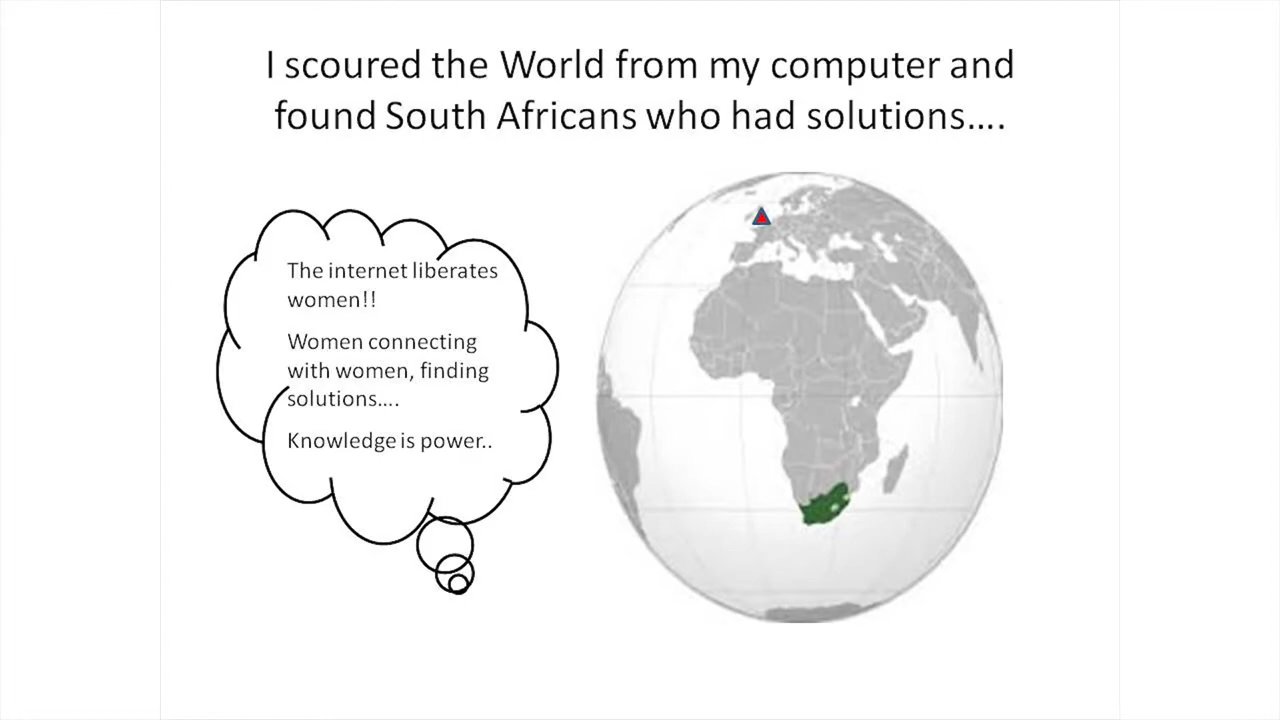 I scoured the World from my computer and
found South Africans who had solutions....
The internet liberates
women!!
Women connecting
with women, finding
solutions....
Knowledge is power..